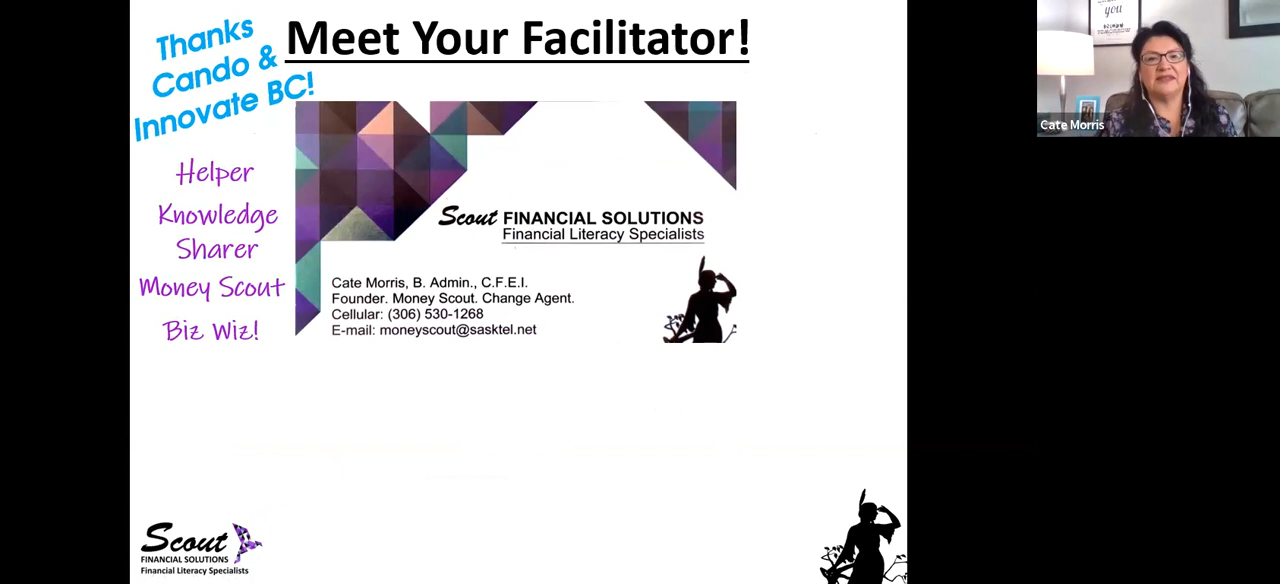 Thanks
Cando &
Innovate BC!
Meet Your Facilitator!
Helper
Knowledge
Sharer
Money Scout
Biz Wiz!
Scout FINANCIAL SOLUTIONS
Financial Literacy Specialists
Cate Morris, B. Admin., C.F.E.I.
Founder. Money Scout. Change Agent.
Cellular: (306) 530-1268
E-mail: moneyscout@sasktel.net
Scout
FINANCIAL SOLUTIONS
Financial Literacy Specialists
you
Cate Morris